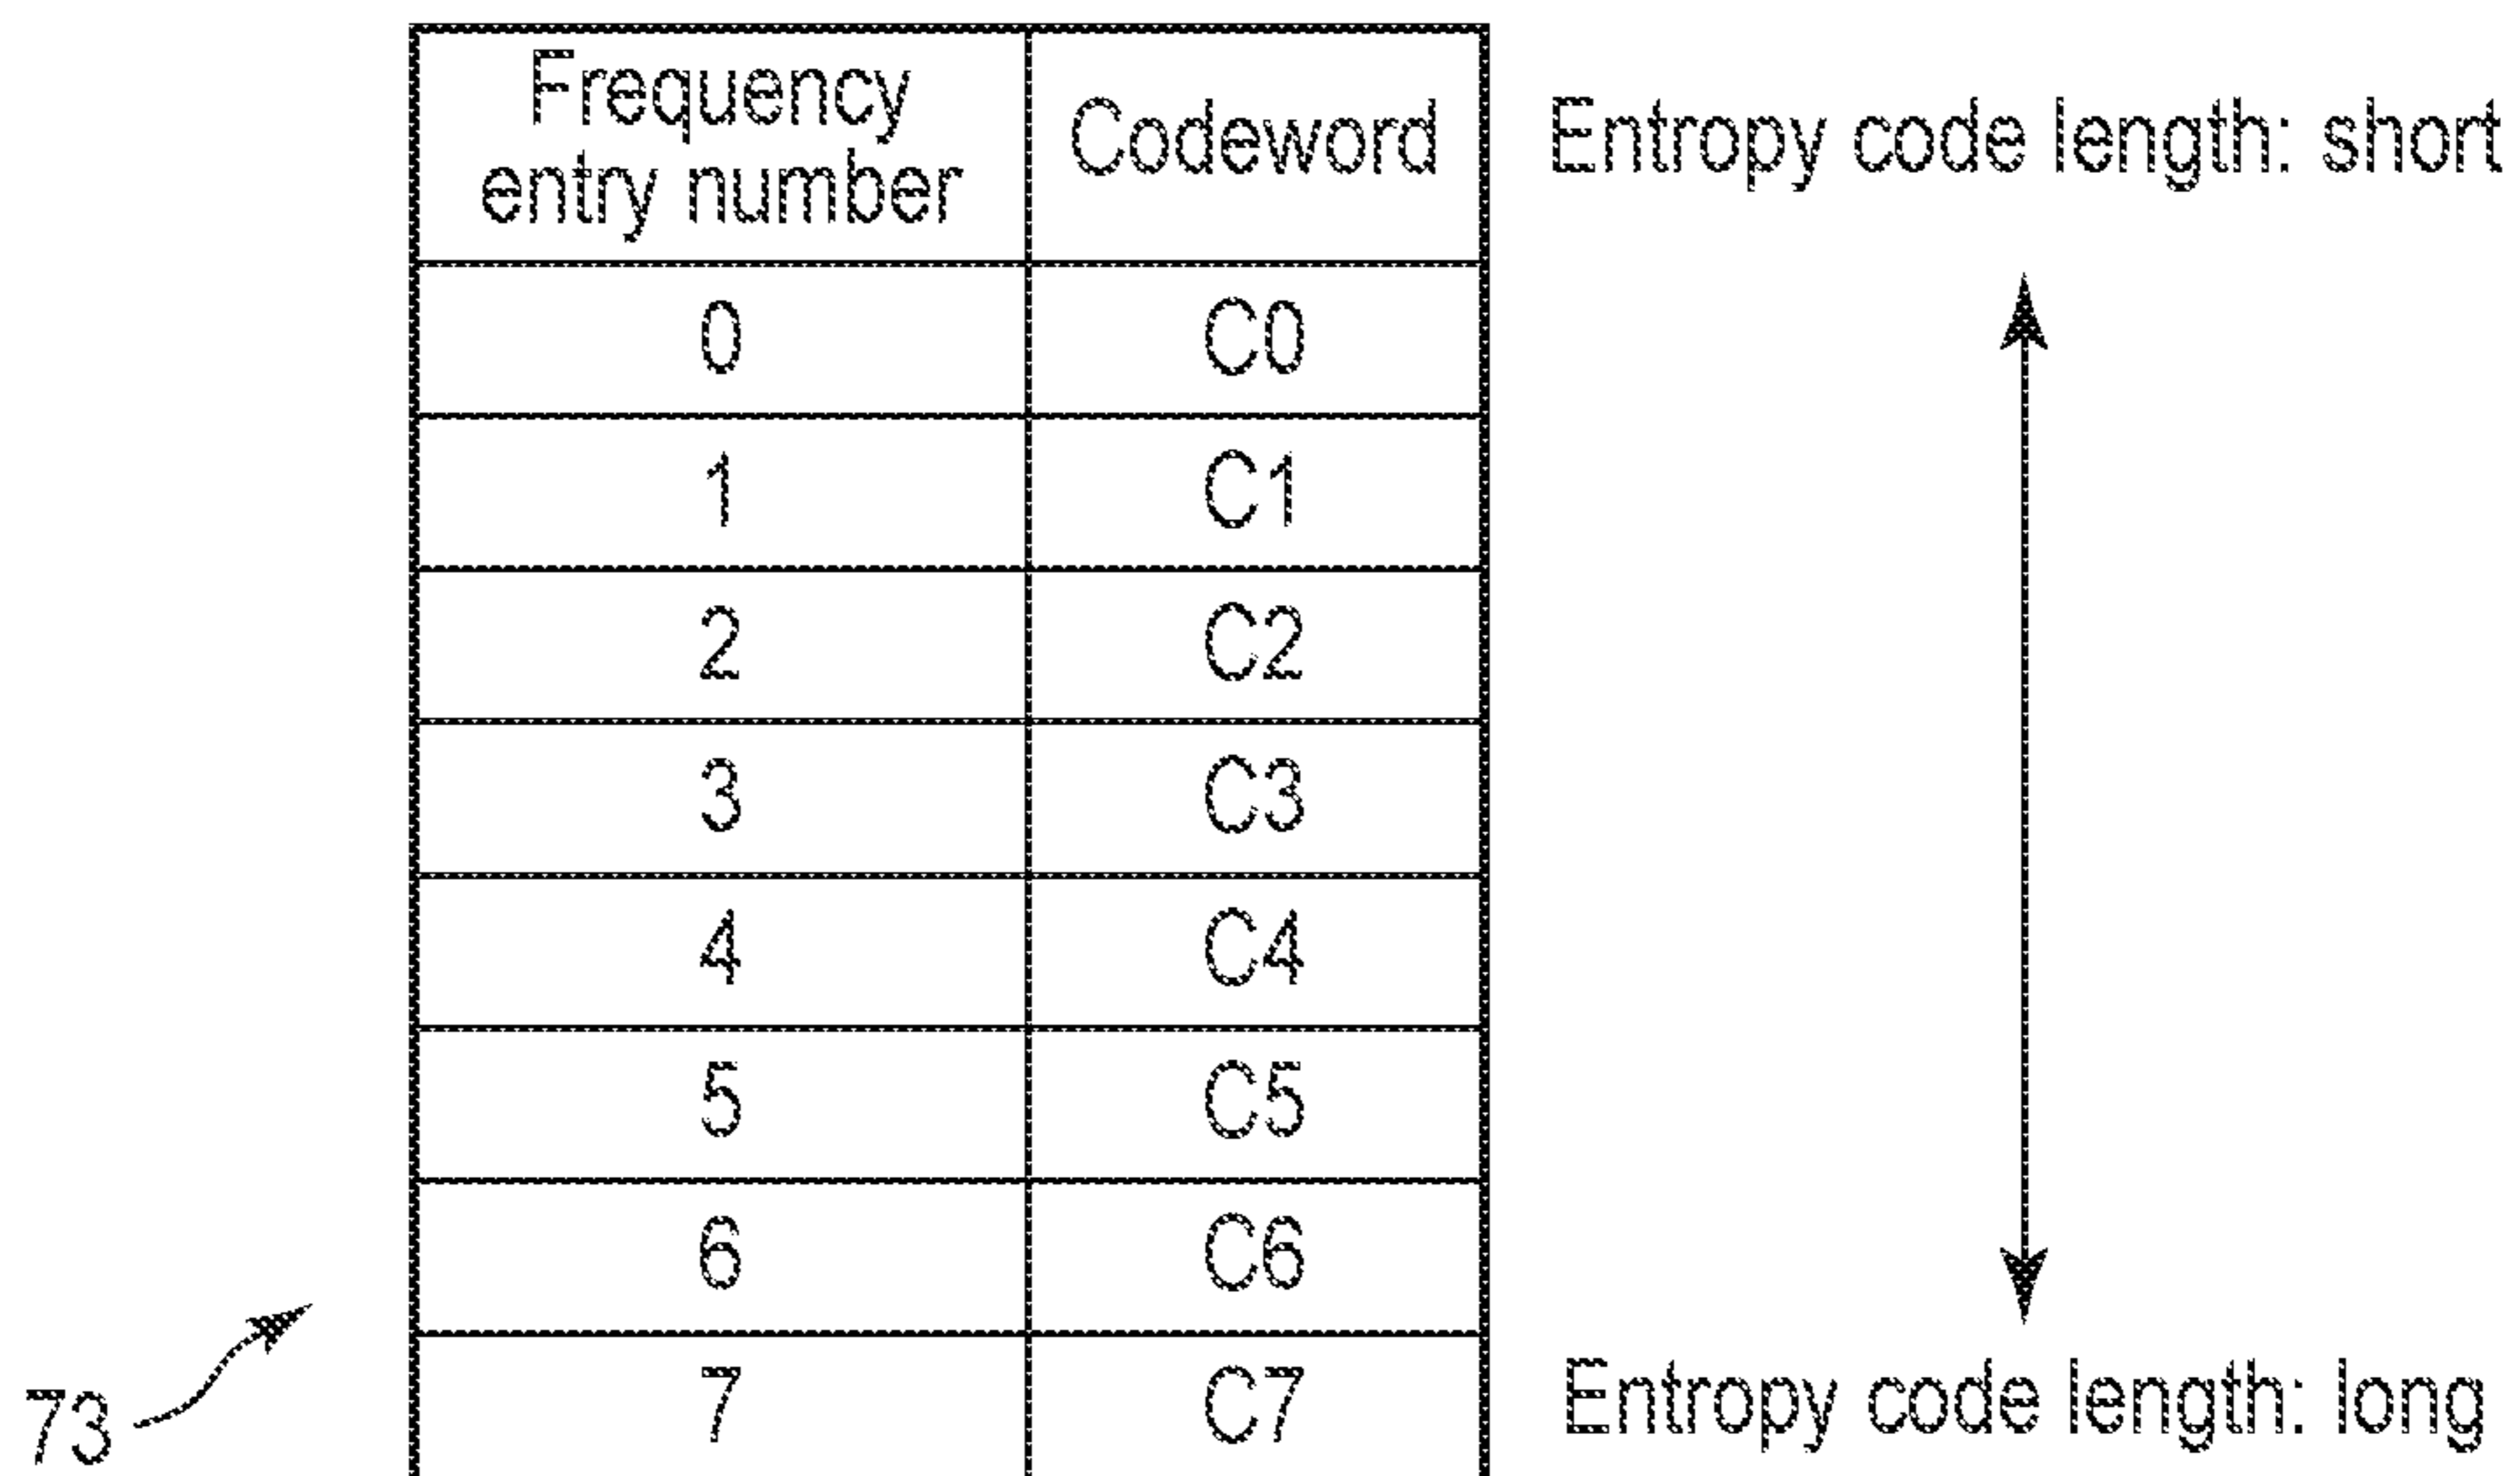 Frequency
entry number
Codeword
Entropy code length: short
0 C0
1 C1
2 C2
3 C3
4 C4
5 C5
6 C6
7 C7
Entropy code length: long
73